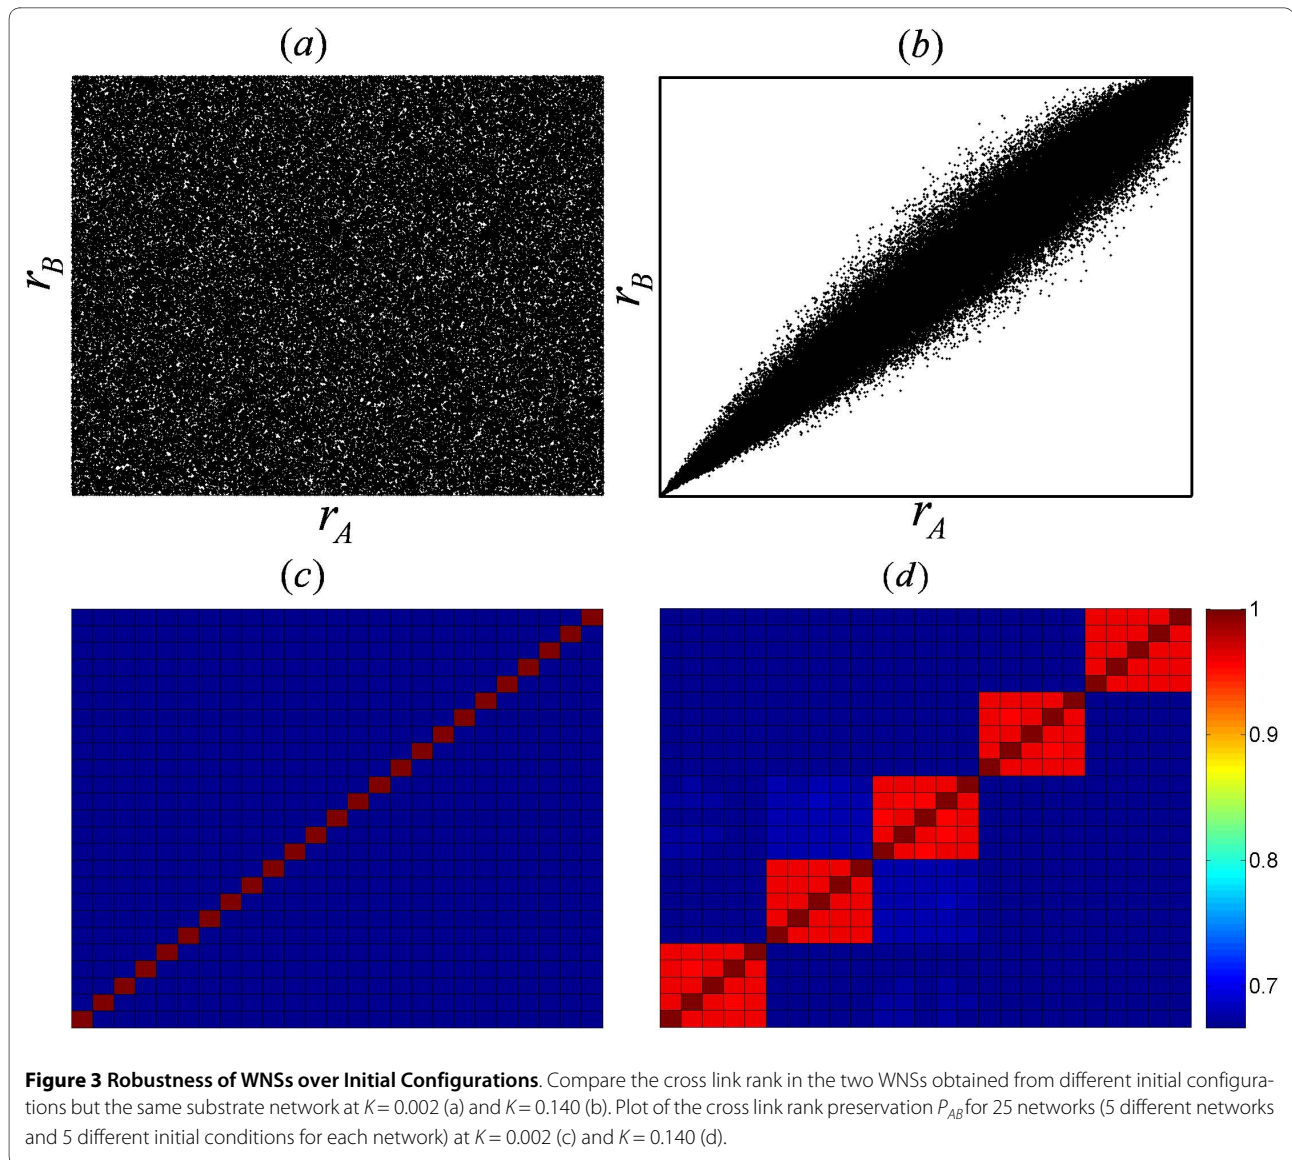 (a)
(b)
r_B
r_A
r_B
r_A
(c)
(d)
1
0.9
0.8
0.7
Figure 3 Robustness of WNSs over Initial Configurations. Compare the cross link rank in the two WNSs obtained from different initial configura-
tions but the same substrate network at K = 0.002 (a) and K = 0.140 (b). Plot of the cross link rank preservation P_AB for 25 networks (5 different networks
and 5 different initial conditions for each network) at K = 0.002 (c) and K = 0.140 (d).